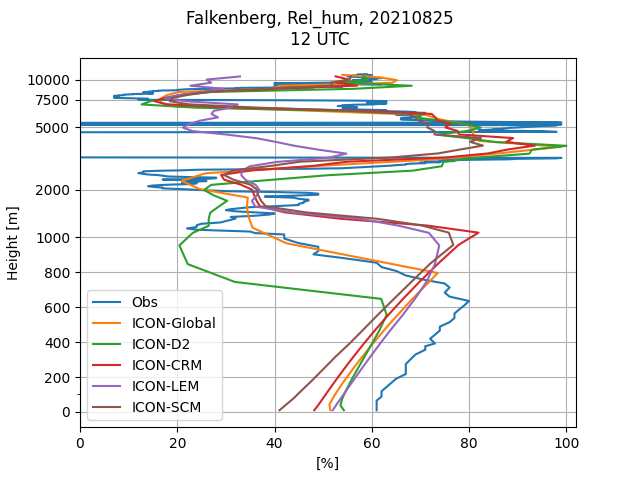 Falkenberg, Rel_hum, 20210825
12 UTC
10000
7500
5000
2000
1000
800
600
400
200
0
Height [m]
Obs
ICON-Global
ICON-D2
ICON-CRM
ICON-LEM
ICON-SCM
0 20 40 60 80 100
[%]